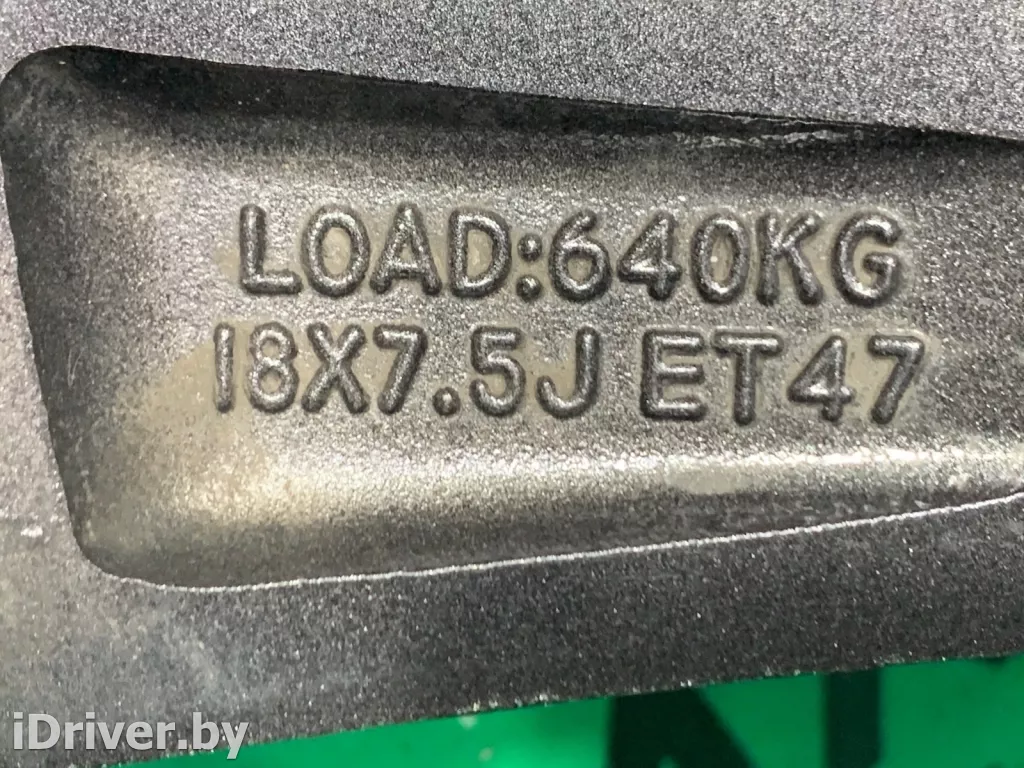 LOAD:640KG
18X7.5J ET47
iDriver.by